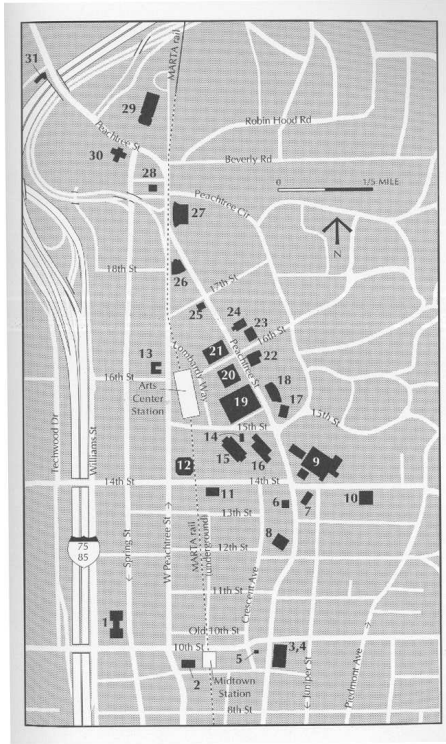 31
MARTA rail
29
Peachtree St
Robin Hood Rd
30
Beverly Rd
28
0 1/5 MILE
Peachtree Cir
27
N
18th St
26
17th St
25
24
23
16th St
Lombardy Way
21
Peachtree St
22
13
20
16th St
Arts
Center
Station
18
19
17
15th St
Techwood Dr
Williams St
14
15th St
15
16
9
12
14th St
14th St
11
13th St
6
7
10
75
85
← Spring St
W Peachtree St →
MARTA rail
(underground)
12th St
8
11th St
Crescent Ave
1
Old 10th St
10th St
5
3,4
2
Midtown
Station
← Juniper St
Piedmont Ave →
8th St